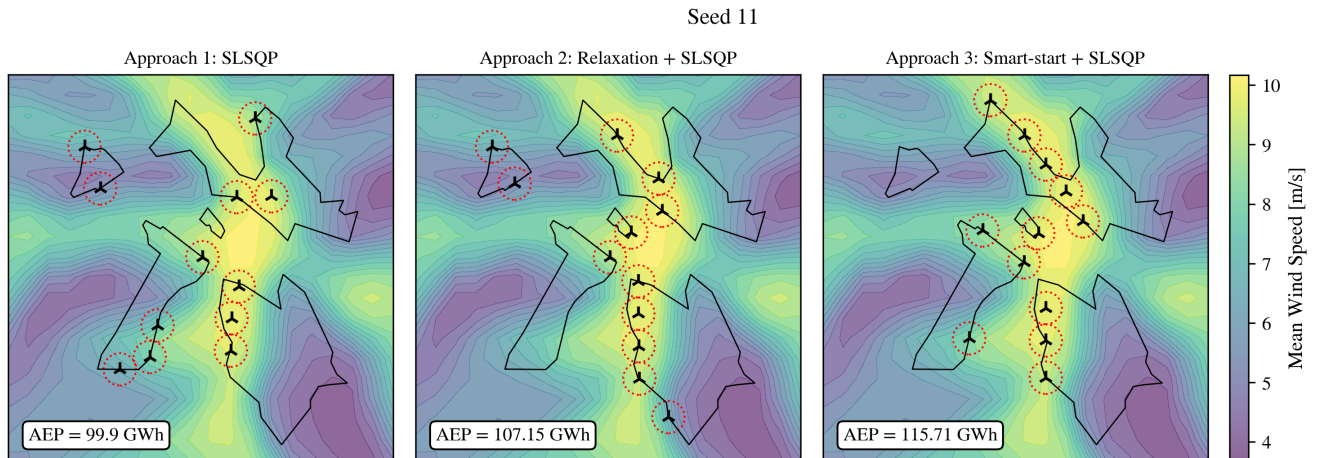 Seed 11
Approach 1: SLSQP
Approach 2: Relaxation + SLSQP
Approach 3: Smart-start + SLSQP
AEP = 99.9 GWh
AEP = 107.15 GWh
AEP = 115.71 GWh
10
9
8
7
6
5
4
Mean Wind Speed [m/s]